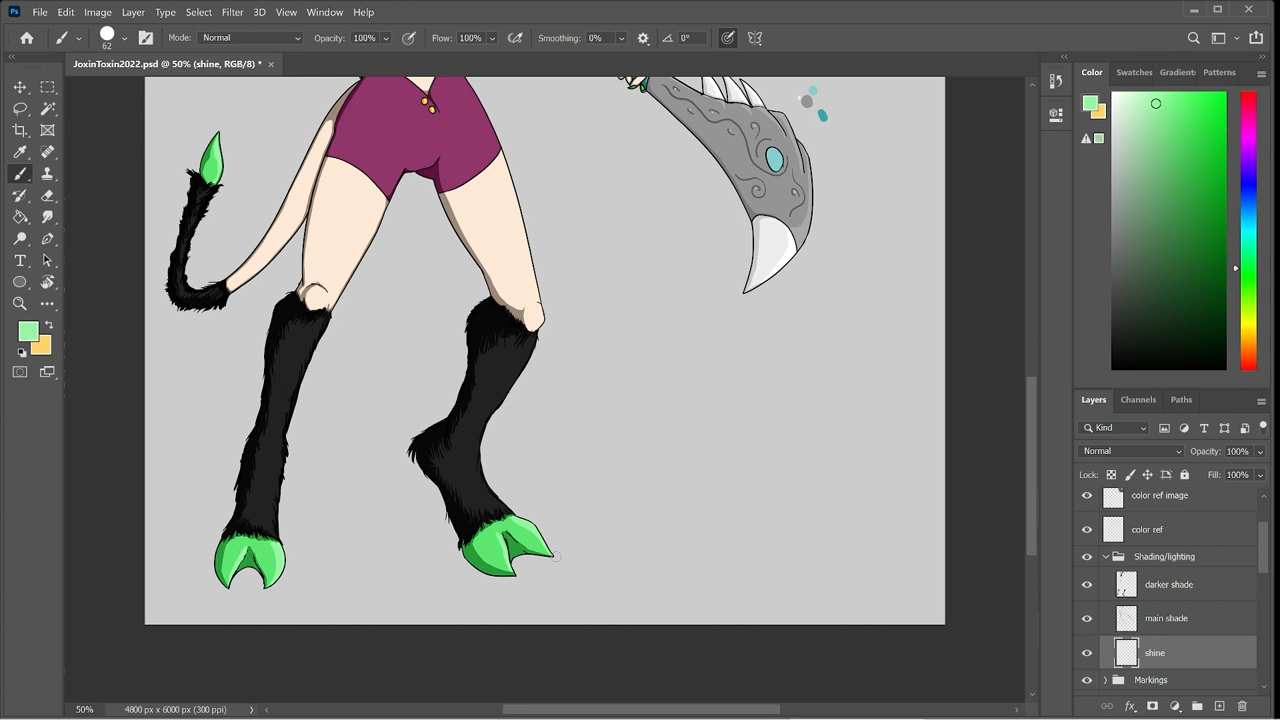 Ps File Edit Image Layer Type Select Filter 3D View Window Help
62 Mode: Normal Opacity: 100% Flow: 100% Smoothing: 0% 0°
JoxinToxin2022.psd @ 50% (shine, RGB/8) * ×
Color Swatches Gradient Patterns
Layers Channels Paths
Kind
Normal Opacity: 100%
Lock: Fill: 100%
color ref image
color ref
Shading/lighting
darker shade
main shade
shine
Markings
50% 4800 px x 6000 px (300 ppi)